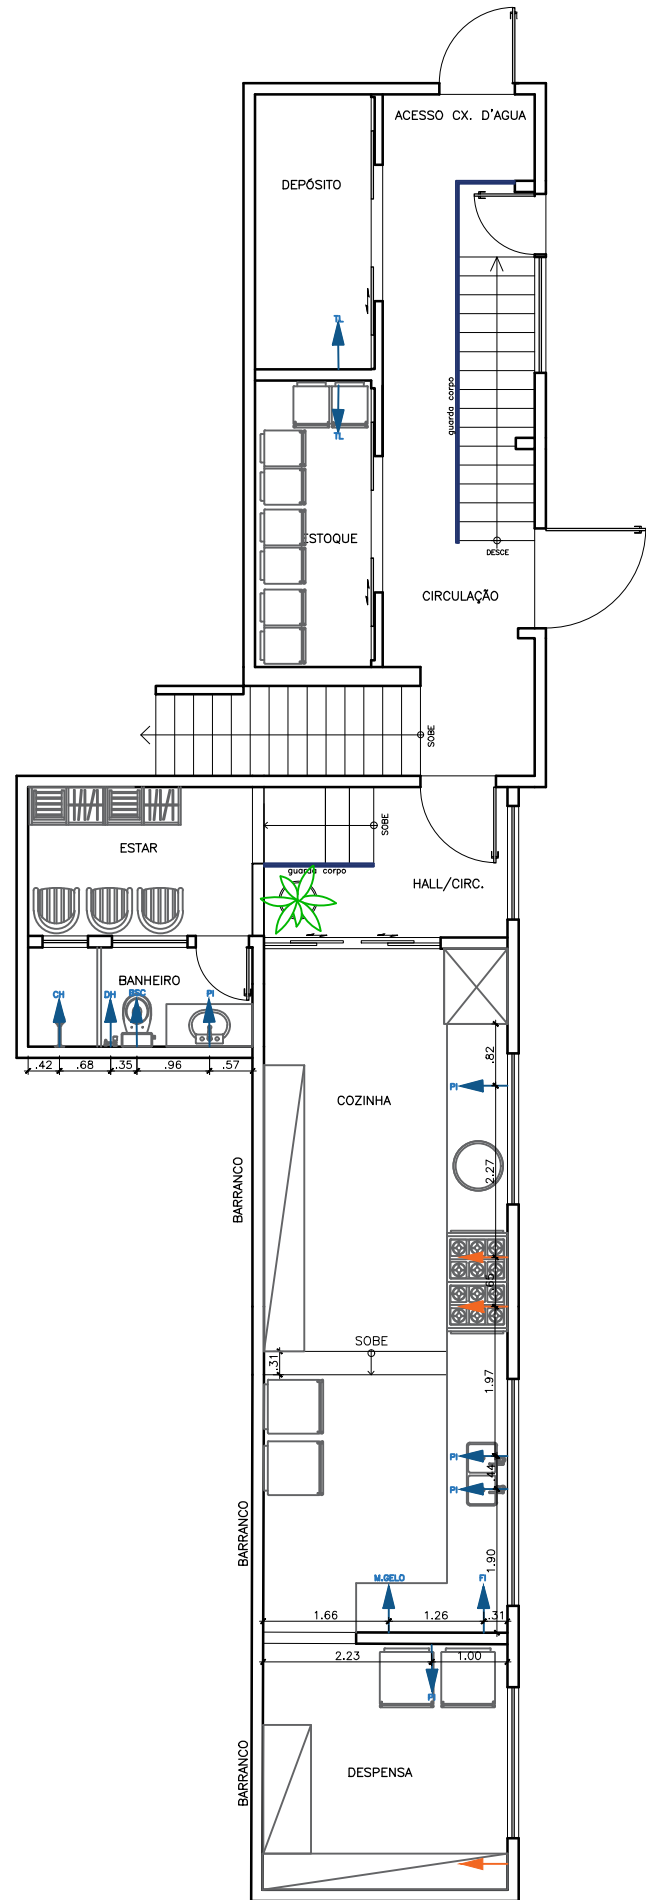 ACESSO CX. D'AGUA
DEPÓSITO
TL
guarda corpo
TL
ESTOQUE
DESCE
CIRCULAÇÃO
SOBE
SOBE
ESTAR
guarda corpo
HALL/CIRC.
BANHEIRO
CH
DH
BSC
PI
.42
.68
.35
.96
.57
.82
PI
COZINHA
BARRANCO
2.27
.65
SOBE
.31
1.97
PI
.44
PI
BARRANCO
1.90
M.GELO
FI
1.66
1.26
.31
2.23
1.00
BARRANCO
DESPENSA